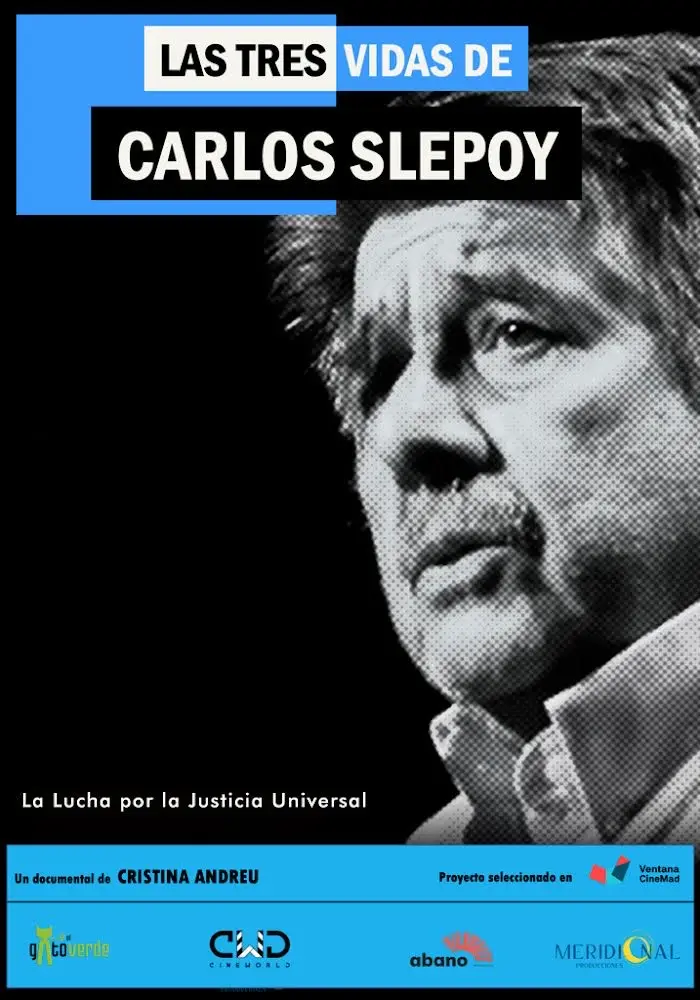 LAS TRES VIDAS DE
CARLOS SLEPOY
La Lucha por la Justicia Universal
Un documental de CRISTINA ANDREU
Proyecto seleccionado en
Ventana
CineMad
gatoverde
CWD
CINEWORLD
abano
MERIDIONAL
PRODUCCIONES